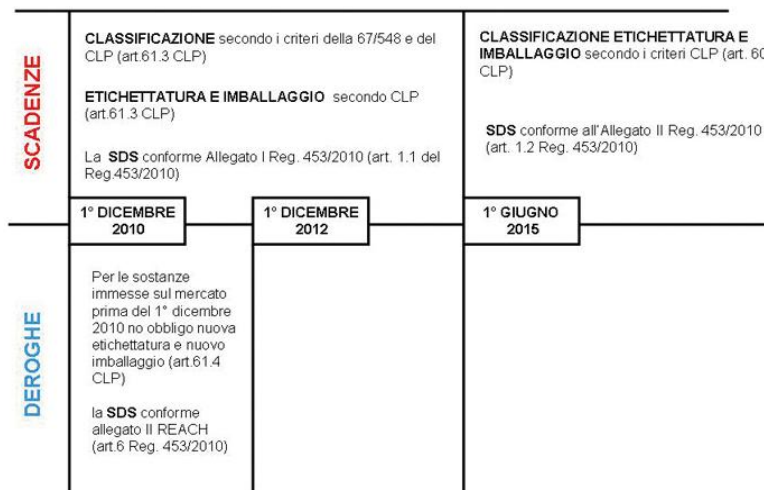 SCADENZE
CLASSIFICAZIONE secondo i criteri della 67/548 e del
CLP (art.61.3 CLP)
ETICHETTATURA E IMBALLAGGIO secondo CLP
(art.61.3 CLP)
La SDS conforme Allegato I Reg. 453/2010 (art. 1.1 del
Reg.453/2010)
CLASSIFICAZIONE ETICHETTATURA E
IMBALLAGGIO secondo i criteri CLP (art. 60
CLP)
SDS conforme all'Allegato II Reg. 453/2010
(art. 1.2 Reg. 453/2010)
1° DICEMBRE
2010
1° DICEMBRE
2012
1° GIUGNO
2015
DEROGHE
Per le sostanze
immesse sul mercato
prima del 1° dicembre
2010 no obbligo nuova
etichettatura e nuovo
imballaggio (art.61.4
CLP)
la SDS conforme
allegato II REACH
(art.6 Reg. 453/2010)